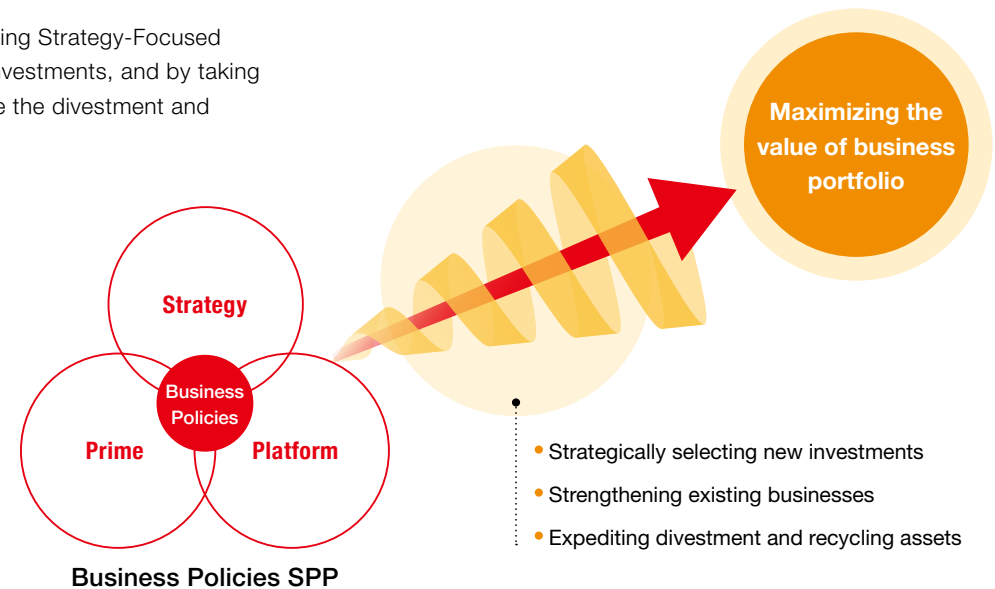 ing Strategy-Focused
nvestments, and by taking
e the divestment and
Maximizing the
value of business
portfolio
Strategy
Business
Policies
Prime
Platform
• Strategically selecting new investments
• Strengthening existing businesses
• Expediting divestment and recycling assets
Business Policies SPP